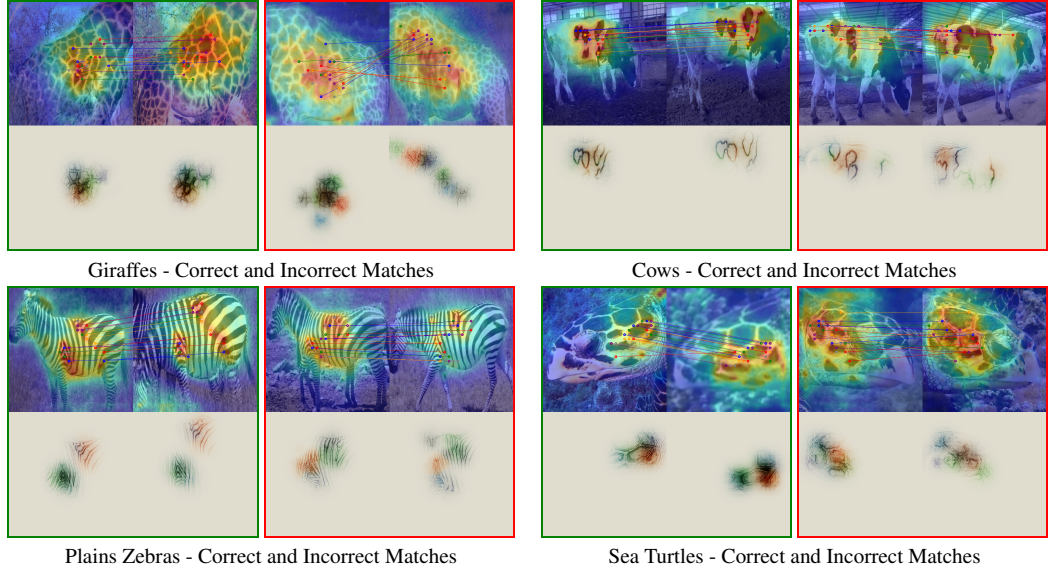 Giraffes - Correct and Incorrect Matches
Cows - Correct and Incorrect Matches
Plains Zebras - Correct and Incorrect Matches
Sea Turtles - Correct and Incorrect Matches